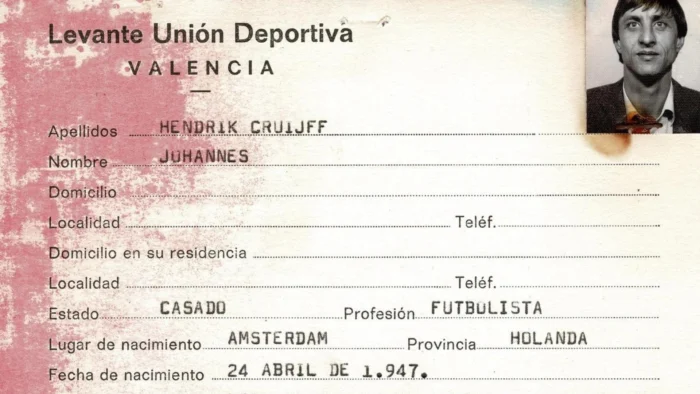 Levante Unión Deportiva
VALENCIA
Apellidos HENDRIK CRUIJFF
Nombre JOHANNES
Domicilio
Localidad Teléf.
Domicilio en su residencia
Localidad Teléf.
Estado CASADO Profesión FUTBOLISTA
Lugar de nacimiento AMSTERDAM Provincia HOLANDA
Fecha de nacimiento 24 ABRIL DE 1.947.